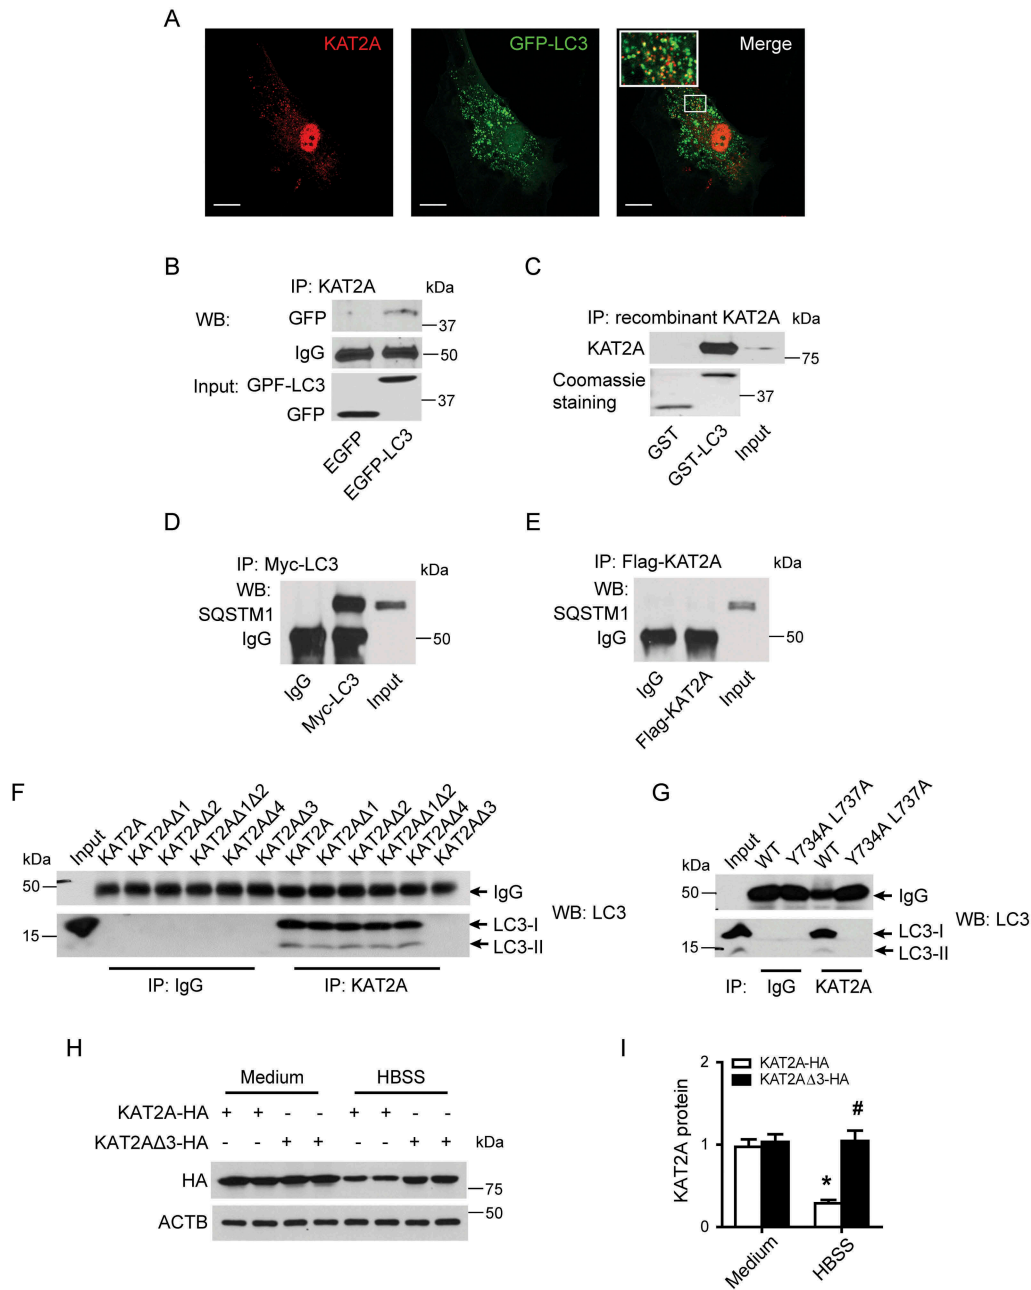 A
KAT2A
GFP-LC3
Merge
B
IP: KAT2A
kDa
WB:
GFP
37
IgG
50
Input:
GPF-LC3
37
GFP
EGFP
EGFP-LC3
C
IP: recombinant KAT2A
kDa
KAT2A
75
Coomassie
staining
37
GST
GST-LC3
Input
D
IP: Myc-LC3
kDa
WB:
SQSTM1
IgG
50
IgG
Myc-LC3
Input
E
IP: Flag-KAT2A
kDa
WB:
SQSTM1
IgG
50
IgG
Flag-KAT2A
Input
F
Input
KAT2A
KAT2AΔ1
KAT2AΔ2
KAT2AΔ1Δ2
KAT2AΔ4
KAT2AΔ3
KAT2A
KAT2AΔ1
KAT2AΔ2
KAT2AΔ1Δ2
KAT2AΔ4
KAT2AΔ3
kDa
50
IgG
WB: LC3
LC3-I
15
LC3-II
IP: IgG
IP: KAT2A
G
Input
WT
Y734A L737A
WT
Y734A L737A
kDa
50
IgG
WB: LC3
LC3-I
15
LC3-II
IP:
IgG
KAT2A
H
Medium
HBSS
KAT2A-HA + + - - + + - -
KAT2AΔ3-HA - - + + - - + +
kDa
HA
75
50
ACTB
I
KAT2A-HA
KAT2AΔ3-HA
2
1
0
KAT2A protein
*
#
Medium
HBSS